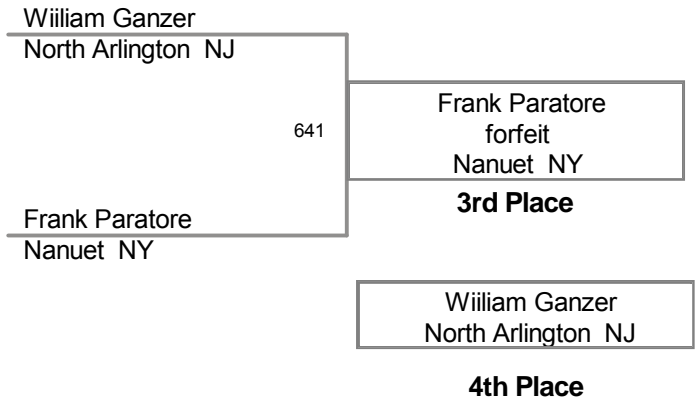 Wiiliam Ganzer
North Arlington NJ
641
Frank Paratore
forfeit
Nanuet NY
3rd Place
Frank Paratore
Nanuet NY
Wiiliam Ganzer
North Arlington NJ
4th Place